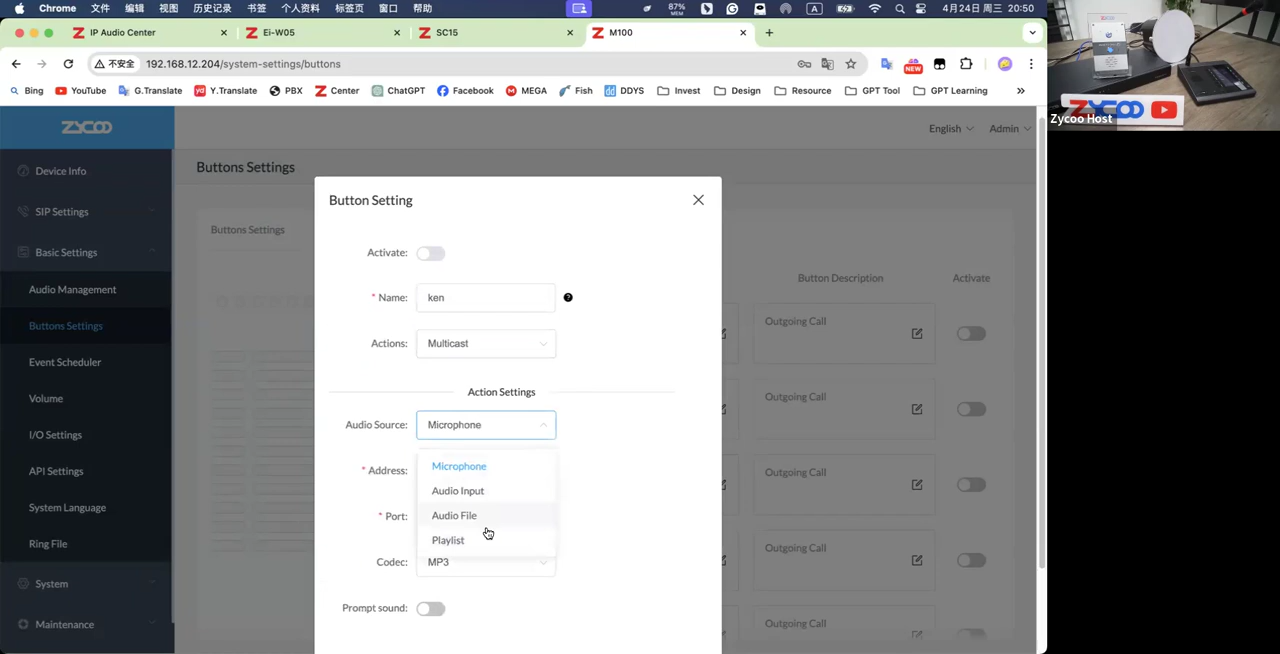 Chrome 文件 编辑 视图 历史记录 书签 个人资料 标签页 窗口 帮助 87% MEM A 4月24日 周三 20:50
IP Audio Center Ei-W05 SC15 M100
不安全 192.168.12.204/system-settings/buttons NEW
Bing YouTube G.Translate Y.Translate PBX Center ChatGPT Facebook MEGA Fish DDYS Invest Design Resource GPT Tool GPT Learning
ZYCOO
English Admin
Buttons Settings
Device Info
SIP Settings
Basic Settings
Audio Management
Buttons Settings
Event Scheduler
Volume
I/O Settings
API Settings
System Language
Ring File
System
Maintenance
Buttons Settings
Button Description Activate
Outgoing Call
Outgoing Call
Outgoing Call
Outgoing Call
Outgoing Call
Button Setting
Activate:
* Name: ken
Actions: Multicast
Action Settings
Audio Source: Microphone
* Address:
Microphone
Audio Input
Audio File
Playlist
* Port:
Codec: MP3
Prompt sound:
ZYCOO
Zycoo Host